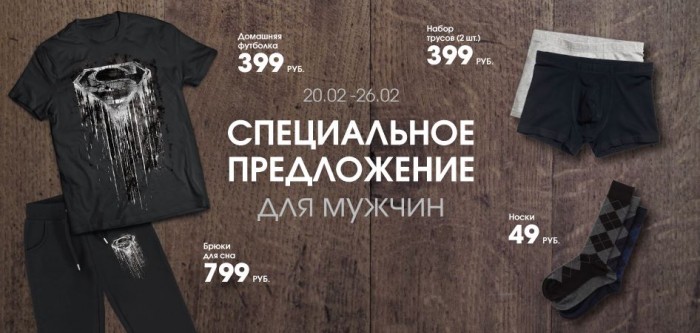 Домашняя
футболка
399 РУБ.
Набор
трусов (2 шт.)
399 РУБ.
20.02 -26.02
СПЕЦИАЛЬНОЕ
ПРЕДЛОЖЕНИЕ
ДЛЯ МУЖЧИН
Носки
49 РУБ.
Брюки
для сна
799 РУБ.